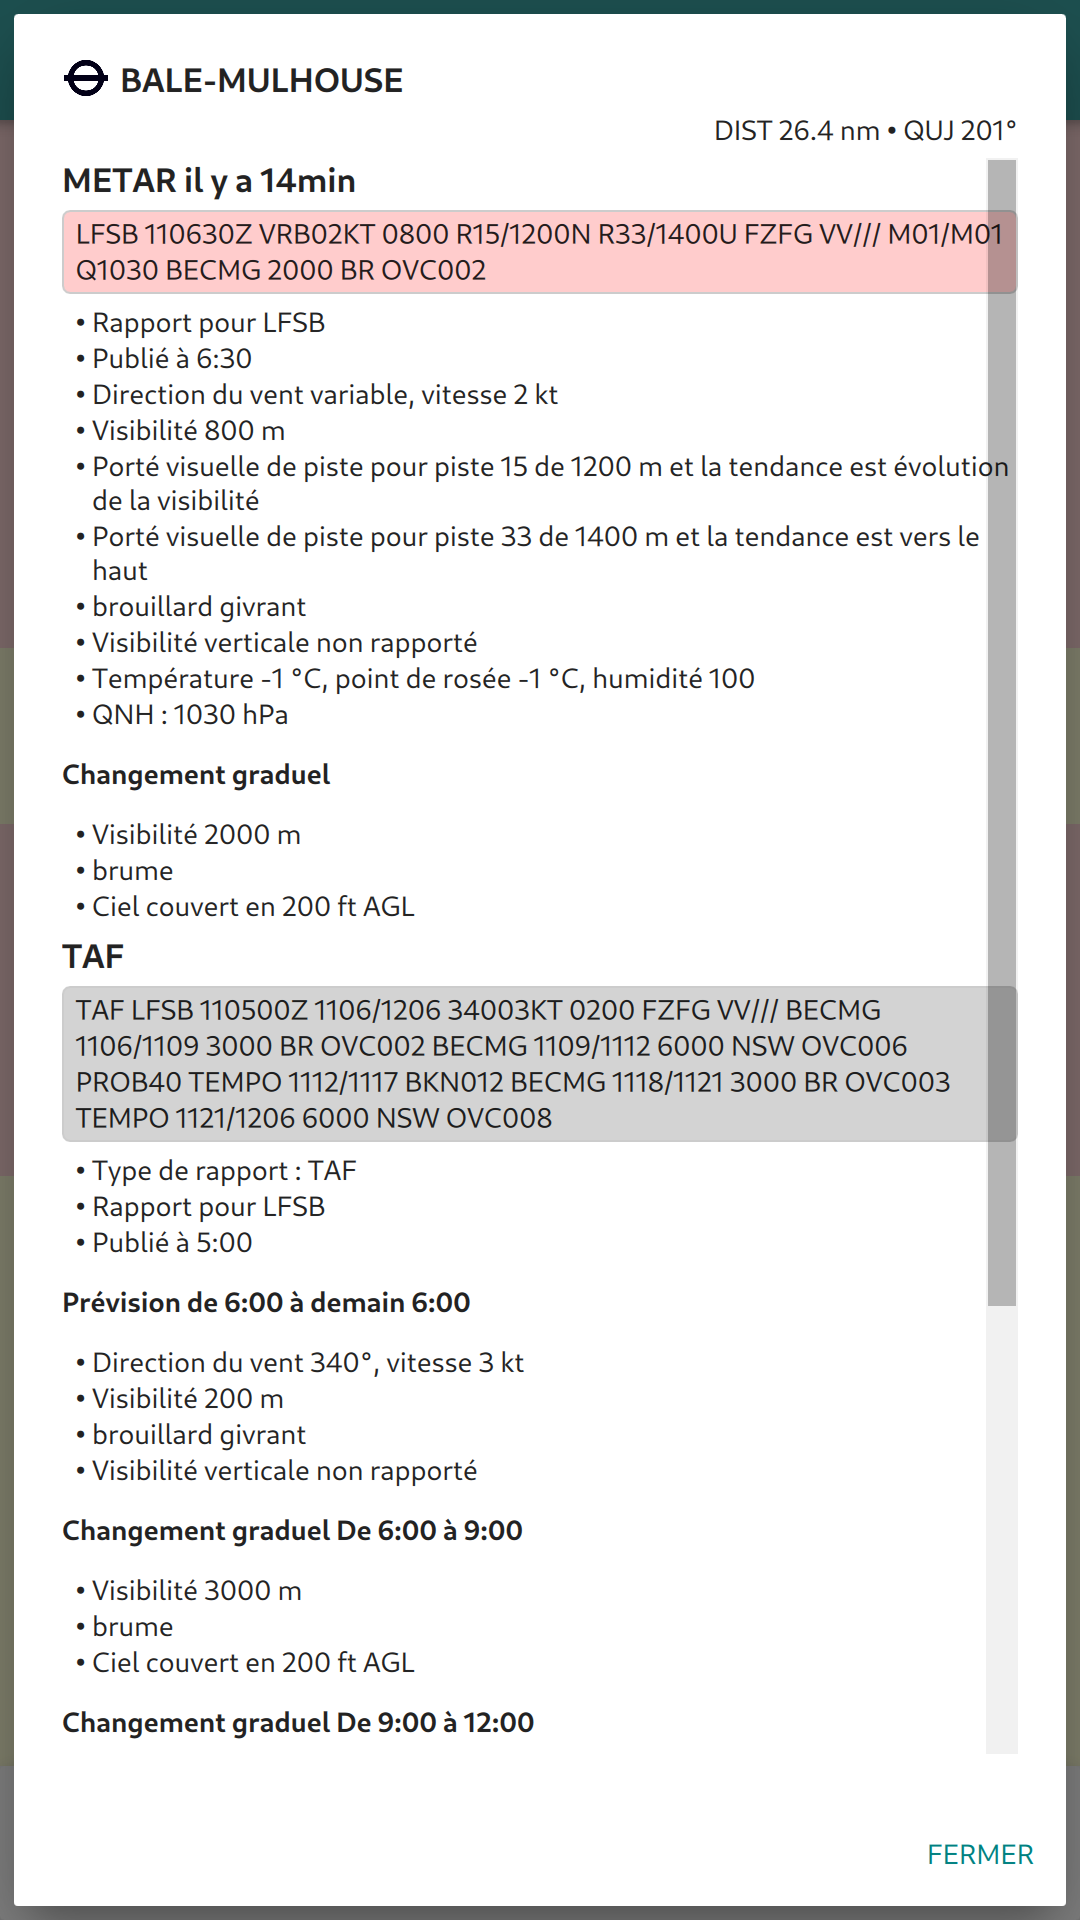 BALE-MULHOUSE
DIST 26.4 nm • QUJ 201°
METAR il y a 14min
LFSB 110630Z VRB02KT 0800 R15/1200N R33/1400U FZFG VV/// M01/M01
Q1030 BECMG 2000 BR OVC002
• Rapport pour LFSB
• Publié à 6:30
• Direction du vent variable, vitesse 2 kt
• Visibilité 800 m
• Porté visuelle de piste pour piste 15 de 1200 m et la tendance est évolution
de la visibilité
• Porté visuelle de piste pour piste 33 de 1400 m et la tendance est vers le
haut
• brouillard givrant
• Visibilité verticale non rapporté
• Température -1 °C, point de rosée -1 °C, humidité 100
• QNH : 1030 hPa
Changement graduel
• Visibilité 2000 m
• brume
• Ciel couvert en 200 ft AGL
TAF
TAF LFSB 110500Z 1106/1206 34003KT 0200 FZFG VV/// BECMG
1106/1109 3000 BR OVC002 BECMG 1109/1112 6000 NSW OVC006
PROB40 TEMPO 1112/1117 BKN012 BECMG 1118/1121 3000 BR OVC003
TEMPO 1121/1206 6000 NSW OVC008
• Type de rapport : TAF
• Rapport pour LFSB
• Publié à 5:00
Prévision de 6:00 à demain 6:00
• Direction du vent 340°, vitesse 3 kt
• Visibilité 200 m
• brouillard givrant
• Visibilité verticale non rapporté
Changement graduel De 6:00 à 9:00
• Visibilité 3000 m
• brume
• Ciel couvert en 200 ft AGL
Changement graduel De 9:00 à 12:00
FERMER